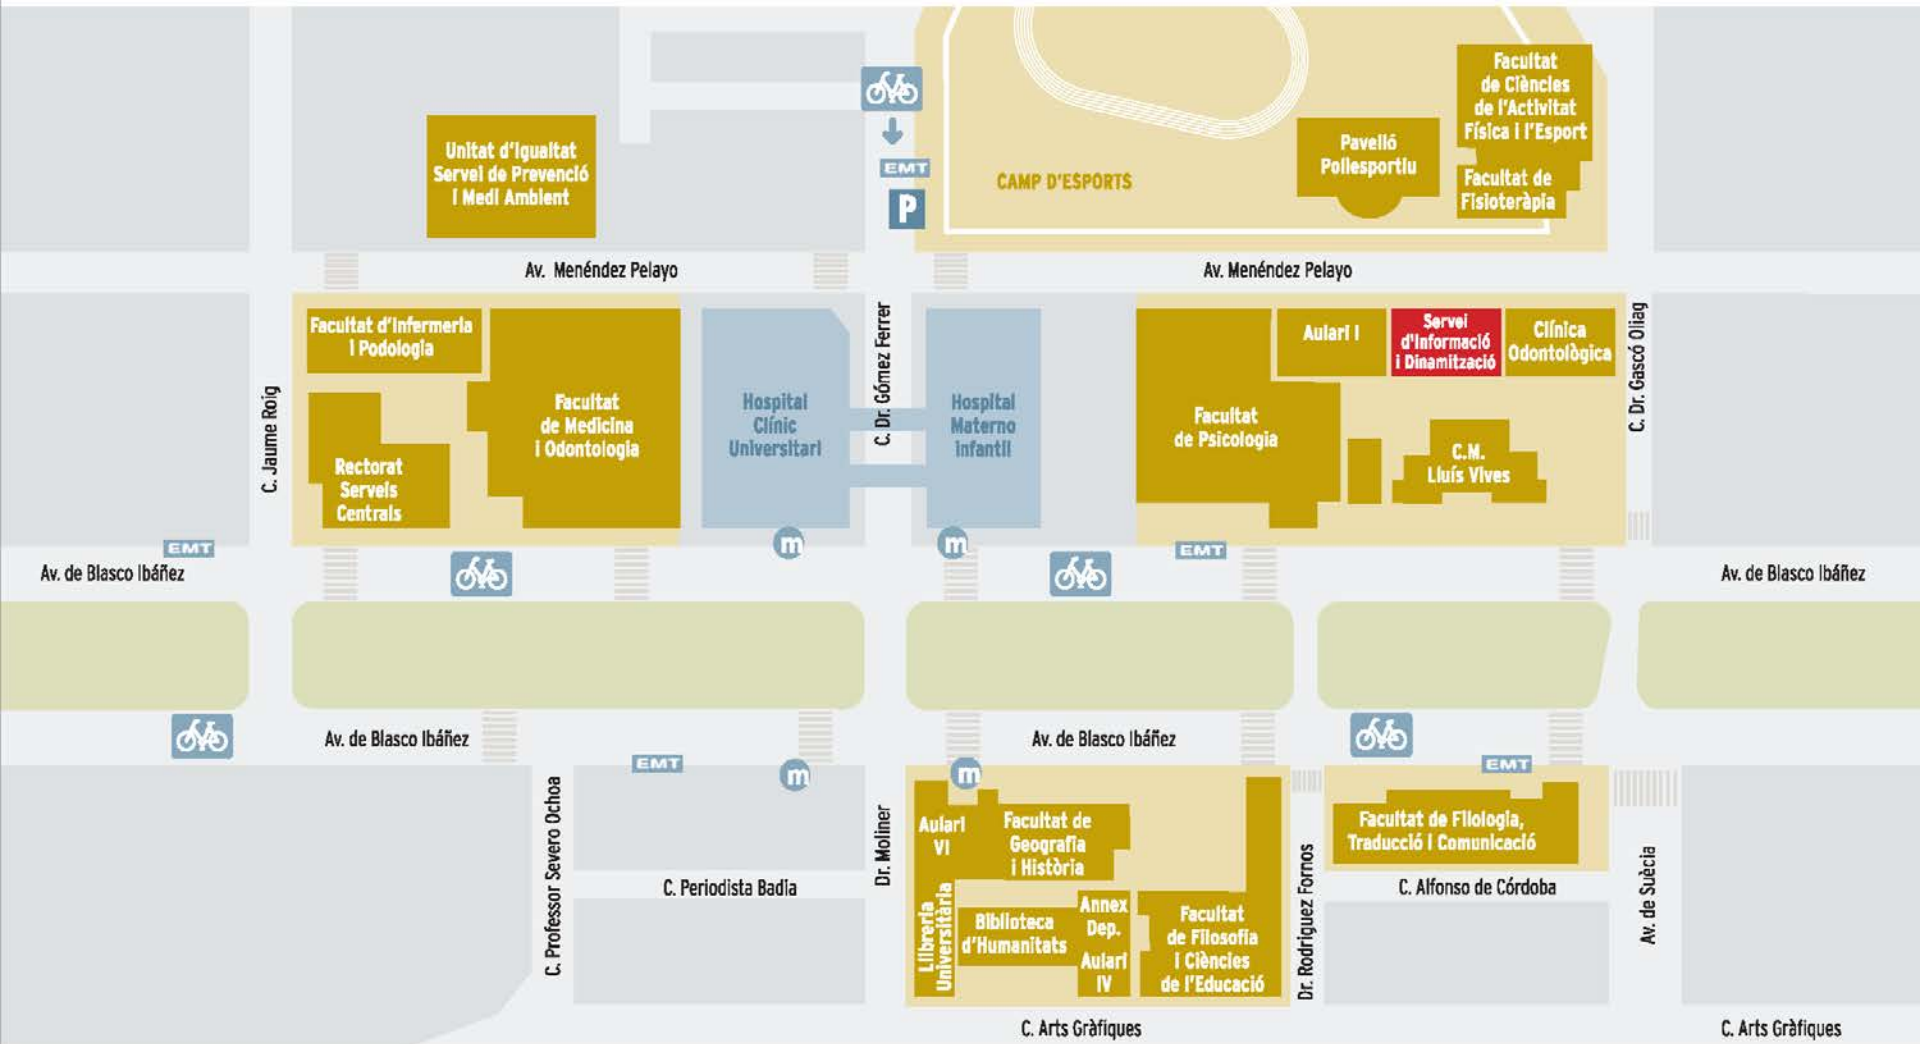 Facultat
de Ciències
de l'Activitat
Física i l'Esport
Unitat d'Igualtat
Servei de Prevenció
i Medi Ambient
EMT
P
CAMP D'ESPORTS
Pavelló
Poliesportiu
Facultat de
Fisioteràpia
Av. Menéndez Pelayo
Av. Menéndez Pelayo
Facultat d'Infermeria
i Podologia
C. Jaume Roig
Rectorat
Serveis
Centrals
Facultat
de Medicina
i Odontologia
Hospital
Clínic
Universitari
C. Dr. Gómez Ferrer
Hospital
Materno
infantil
Facultat
de Psicologia
Aulari I
Servei
d'Informació
i Dinamització
Clínica
Odontològica
C.M.
Lluís Vives
C. Dr. Gascó Oliag
m
m
EMT
EMT
Av. de Blasco Ibáñez
Av. de Blasco Ibáñez
Av. de Blasco Ibáñez
Av. de Blasco Ibáñez
EMT
m
m
EMT
C. Professor Severo Ochoa
C. Periodista Badia
Dr. Moliner
Aulari
VI
Facultat de
Geografia
i Història
Llibreria
Universitària
Biblioteca
d'Humanitats
Annex
Dep.
Aulari
IV
Facultat
de Filosofia
i Ciències
de l'Educació
Dr. Rodriguez Fornos
Facultat de Filologia,
Traducció i Comunicació
C. Alfonso de Córdoba
Av. de Suècia
C. Arts Gràfiques
C. Arts Gràfiques